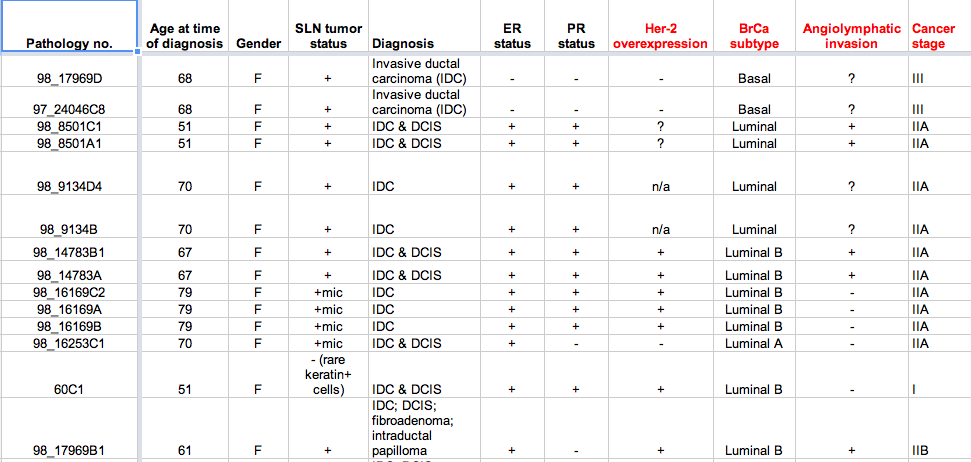 Pathology no. Age at time of diagnosis Gender SLN tumor status Diagnosis ER status PR status Her-2 overexpression BrCa subtype Angiolymphatic invasion Cancer stage
98_17969D 68 F + Invasive ductal carcinoma (IDC) - - - Basal ? III
97_24046C8 68 F + Invasive ductal carcinoma (IDC) - - - Basal ? III
98_8501C1 51 F + IDC & DCIS + + ? Luminal + IIA
98_8501A1 51 F + IDC & DCIS + + ? Luminal + IIA
98_9134D4 70 F + IDC + + n/a Luminal ? IIA
98_9134B 70 F + IDC + + n/a Luminal ? IIA
98_14783B1 67 F + IDC & DCIS + + + Luminal B + IIA
98_14783A 67 F + IDC & DCIS + + + Luminal B + IIA
98_16169C2 79 F +mic IDC + + + Luminal B - IIA
98_16169A 79 F +mic IDC + + + Luminal B - IIA
98_16169B 79 F +mic IDC + + + Luminal B - IIA
98_16253C1 70 F +mic IDC & DCIS + - - Luminal A - IIA
60C1 51 F - (rare keratin+ cells) IDC & DCIS + + + Luminal B - I
98_17969B1 61 F + IDC; DCIS; fibroadenoma; intraductal papilloma + - + Luminal B + IIB